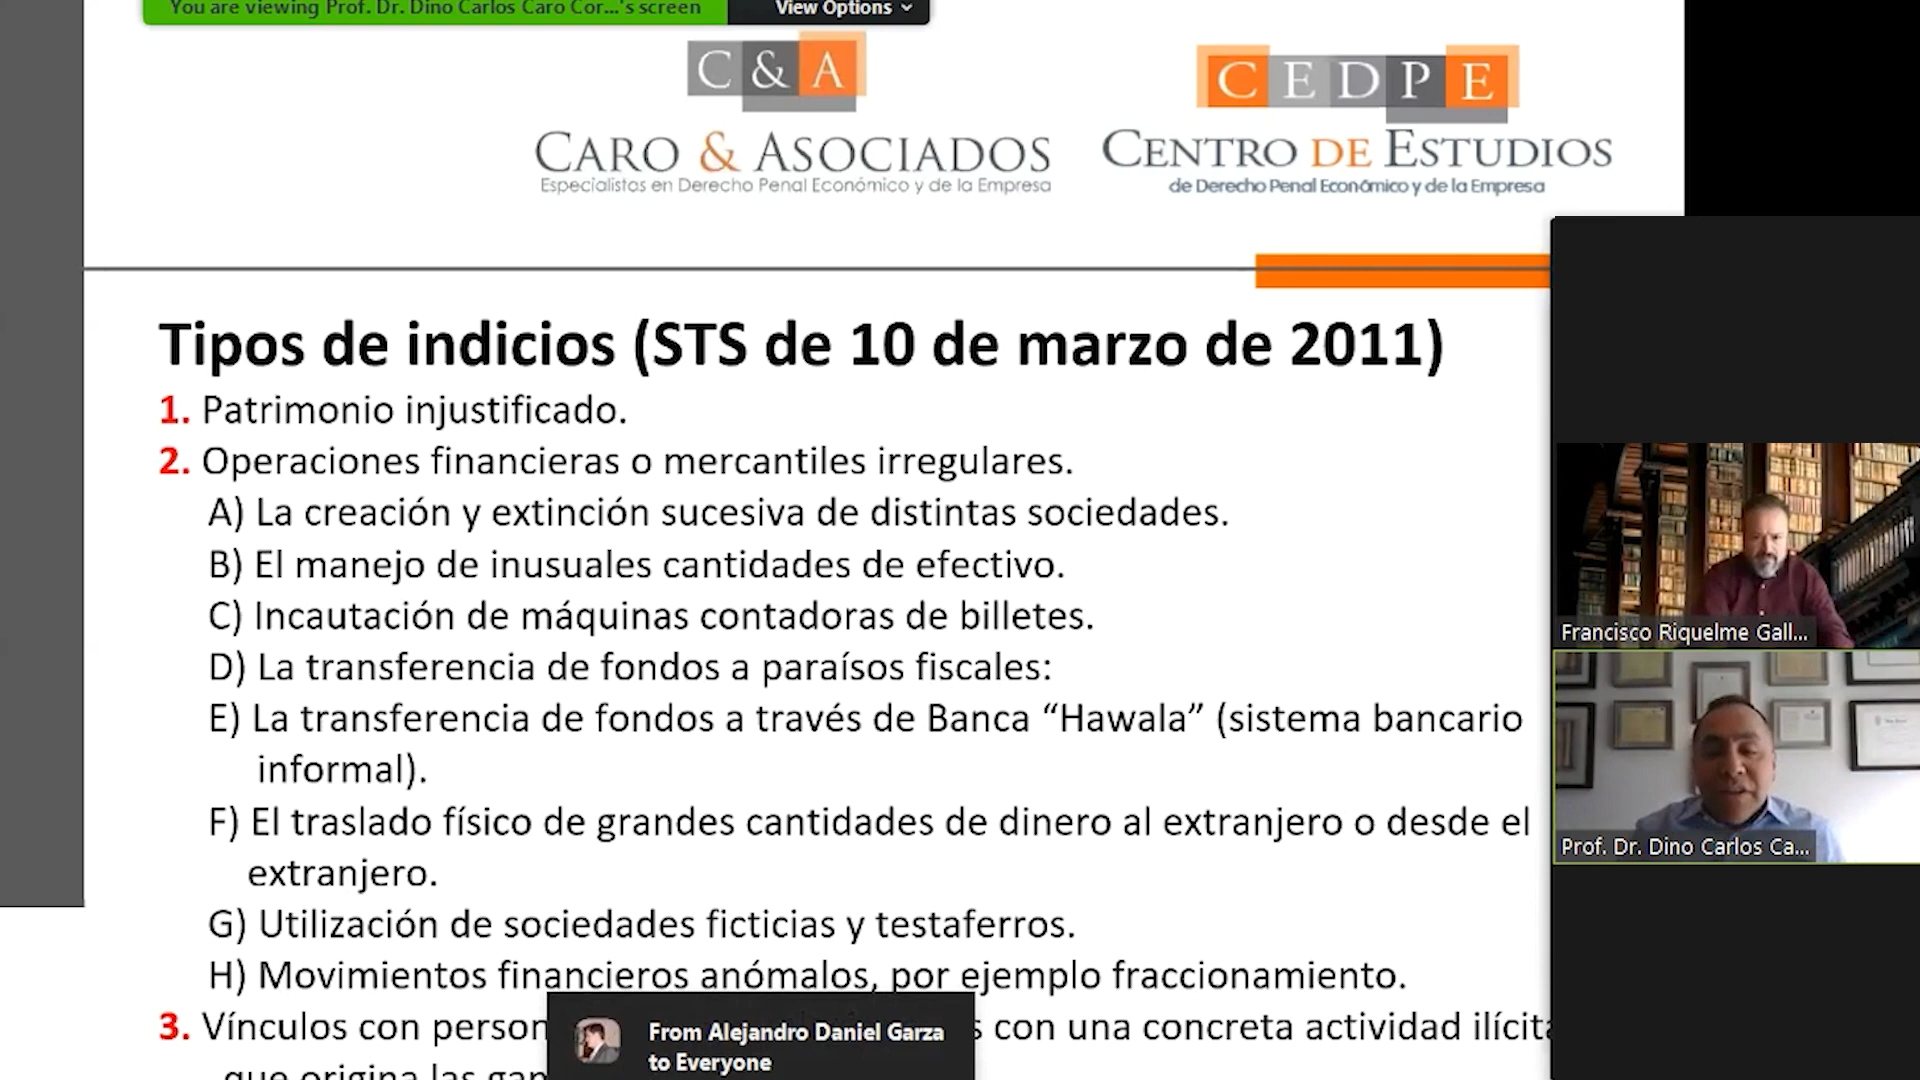 You are viewing Prof. Dr. Dino Carlos Caro Cor...'s screen
View Options
C & A
CEDPE
CARO & ASOCIADOS
CENTRO DE ESTUDIOS
Especialistas en Derecho Penal Económico y de la Empresa
de Derecho Penal Económico y de la Empresa
Tipos de indicios (STS de 10 de marzo de 2011)
1. Patrimonio injustificado.
2. Operaciones financieras o mercantiles irregulares.
A) La creación y extinción sucesiva de distintas sociedades.
B) El manejo de inusuales cantidades de efectivo.
C) Incautación de máquinas contadoras de billetes.
D) La transferencia de fondos a paraísos fiscales:
E) La transferencia de fondos a través de Banca “Hawala” (sistema bancario
informal).
F) El traslado físico de grandes cantidades de dinero al extranjero o desde el
extranjero.
G) Utilización de sociedades ficticias y testaferros.
H) Movimientos financieros anómalos, por ejemplo fraccionamiento.
3. Vínculos con con una concreta actividad
que origina las
From Alejandro Daniel Garza
to Everyone
Francisco Riquelme Gall...
Prof. Dr. Dino Carlos Ca...